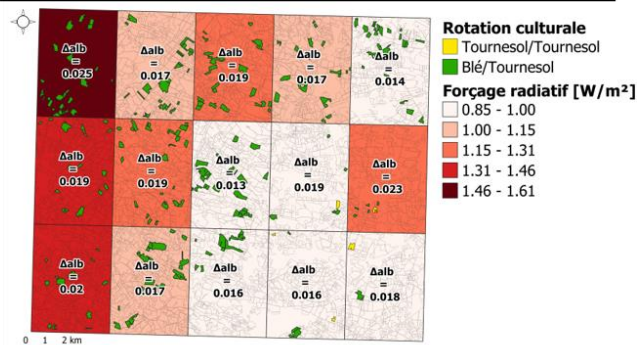 Rotation culturale
Tournesol/Tournesol
Blé/Tournesol
Forçage radiatif [W/m²]
0.85 - 1.00
1.00 - 1.15
1.15 - 1.31
1.31 - 1.46
1.46 - 1.61
Δalb
=
0.025
Δalb
=
0.017
Δalb
=
0.019
Δalb
=
0.017
Δalb
=
0.014
Δalb
=
0.019
Δalb
=
0.019
Δalb
=
0.013
Δalb
=
0.019
Δalb
=
0.023
Δalb
=
0.02
Δalb
=
0.017
Δalb
=
0.016
Δalb
=
0.016
Δalb
=
0.018
0 1 2 km